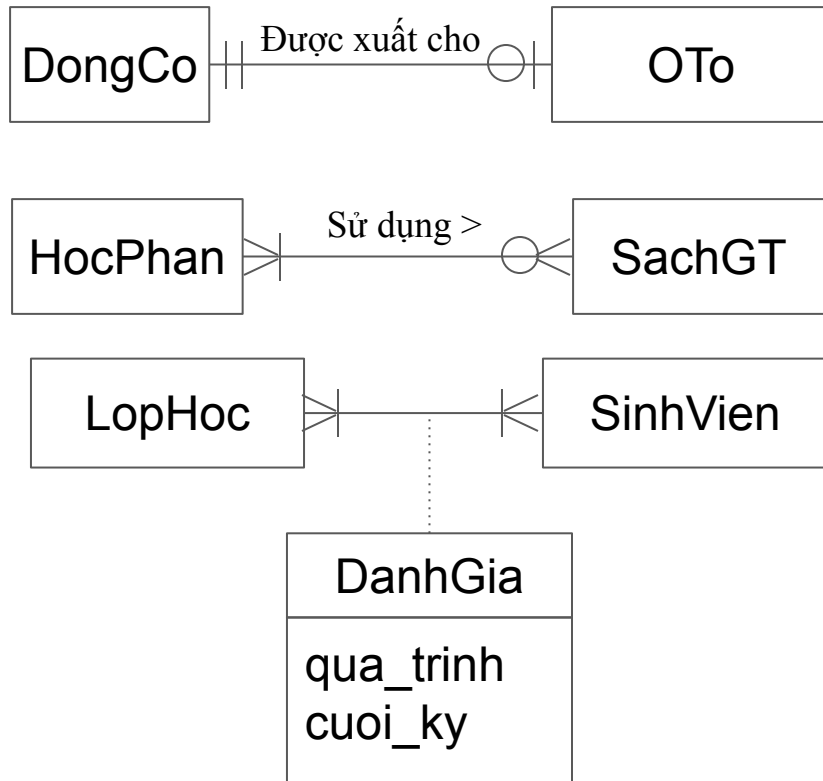 Được xuất cho
DongCo
OTo
Sử dụng >
HocPhan
SachGT
LopHoc
SinhVien
DanhGia
qua_trinh
cuoi_ky